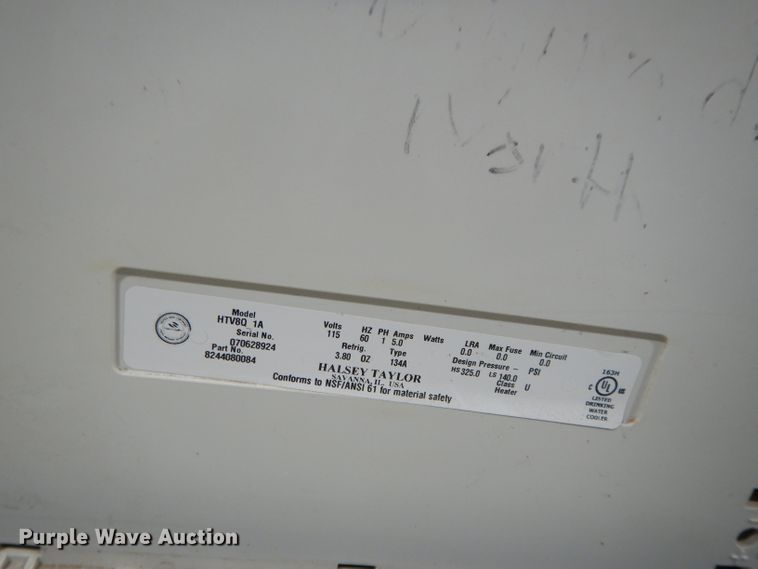 Model
HTV8Q_1A
Serial No.
070628924
Part No.
8244080084
Volts
115
HZ
60
PH
1
Amps
5.0
Watts
LRA
0.0
Max Fuse
0.0
Min Circuit
0.0
Refrig.
3.80 OZ
Type
134A
Design Pressure - PSI
HS 325.0 LS 140.0
Class U
Heater
HALSEY TAYLOR
SAVANNA, IL. USA
Conforms to NSF/ANSI 61 for material safety
163M
C UL US
LISTED
DRINKING
WATER
COOLER
Purple Wave Auction